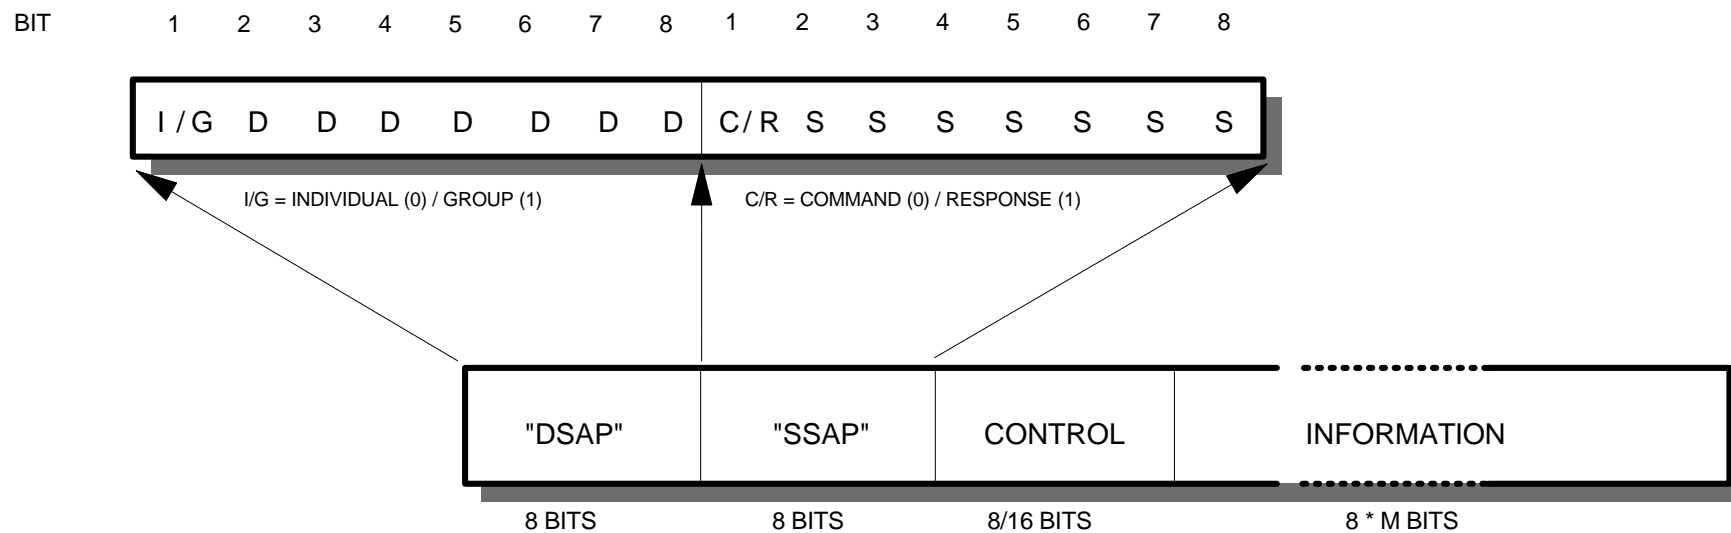 BIT 1 2 3 4 5 6 7 8 1 2 3 4 5 6 7 8
I/G D D D D D D D C/R S S S S S S S
I/G = INDIVIDUAL (0) / GROUP (1) C/R = COMMAND (0) / RESPONSE (1)
"DSAP" "SSAP" CONTROL INFORMATION
8 BITS 8 BITS 8/16 BITS 8 * M BITS